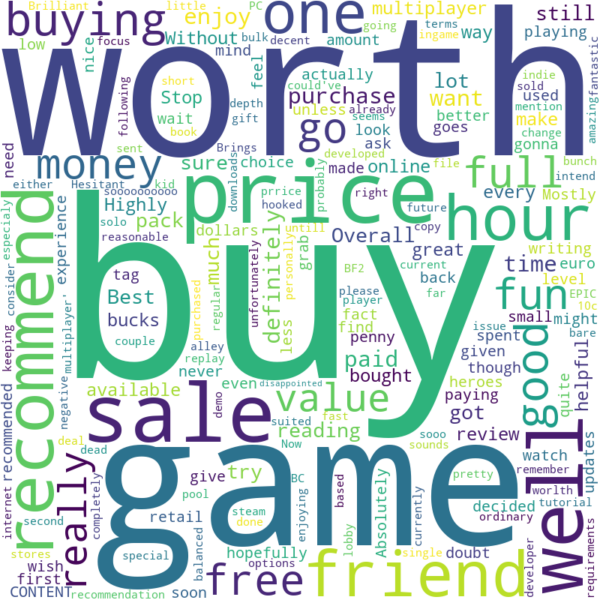 Brilliant
little
PC
going
ingame
terms
multiplayer
buying
one
low
nice
enjoy
Without
bulk
decent
amount
way
focus
still
playing
indie
worth
short
following
mind
feel
Stop
wait
book
gift
could've
actually
unless
already
lot
want
better
goes
used
make
sold
mention
change
amazing
fantastic
need
go
purchase
depth
seems
look
ask
money
sent
either
Hesitant
sooooooooo
kid
sure
choice
downloads
Brings
developed
prrice
made
online
file
probably
right
full
gonna
bunch
intend
Mostly
price
every
especialy
recommend
consider
experience
Highly
solo
reasonable
pack
dollars
hooked
future
copy
hour
writing
euro
time
level
EPIC
10c
tag
Best
bucks
couple
purchased
regular
much
definitely
less
unfortunately
grab
personally
still
Overall
BF2
please
player
great
current
back
far
fun
small
issue
might
bare
buy
fact
find
penny
spent
given
though
keeping
multiplayer'
negative
alley
replay
never
available
even
disappointed
paid
bought
heroes
paying
good
quite
helpful
sale
value
reading
got
review
well
updates
deal
dead
demo
suited
fast
Now
sooo
sounds
watch
remember
internet
recommended
really
completely
give
pool
try
BC
enjoying
based
currently
pretty
worlth
tutorial
game
second
retail
steam
done
options
lobby
Absolutely
decided
ordinary
stores
special
balanced
hopefully
single
doubt
developer
requirements
wish
first
CONTENT
recommendation
soon
free
friend